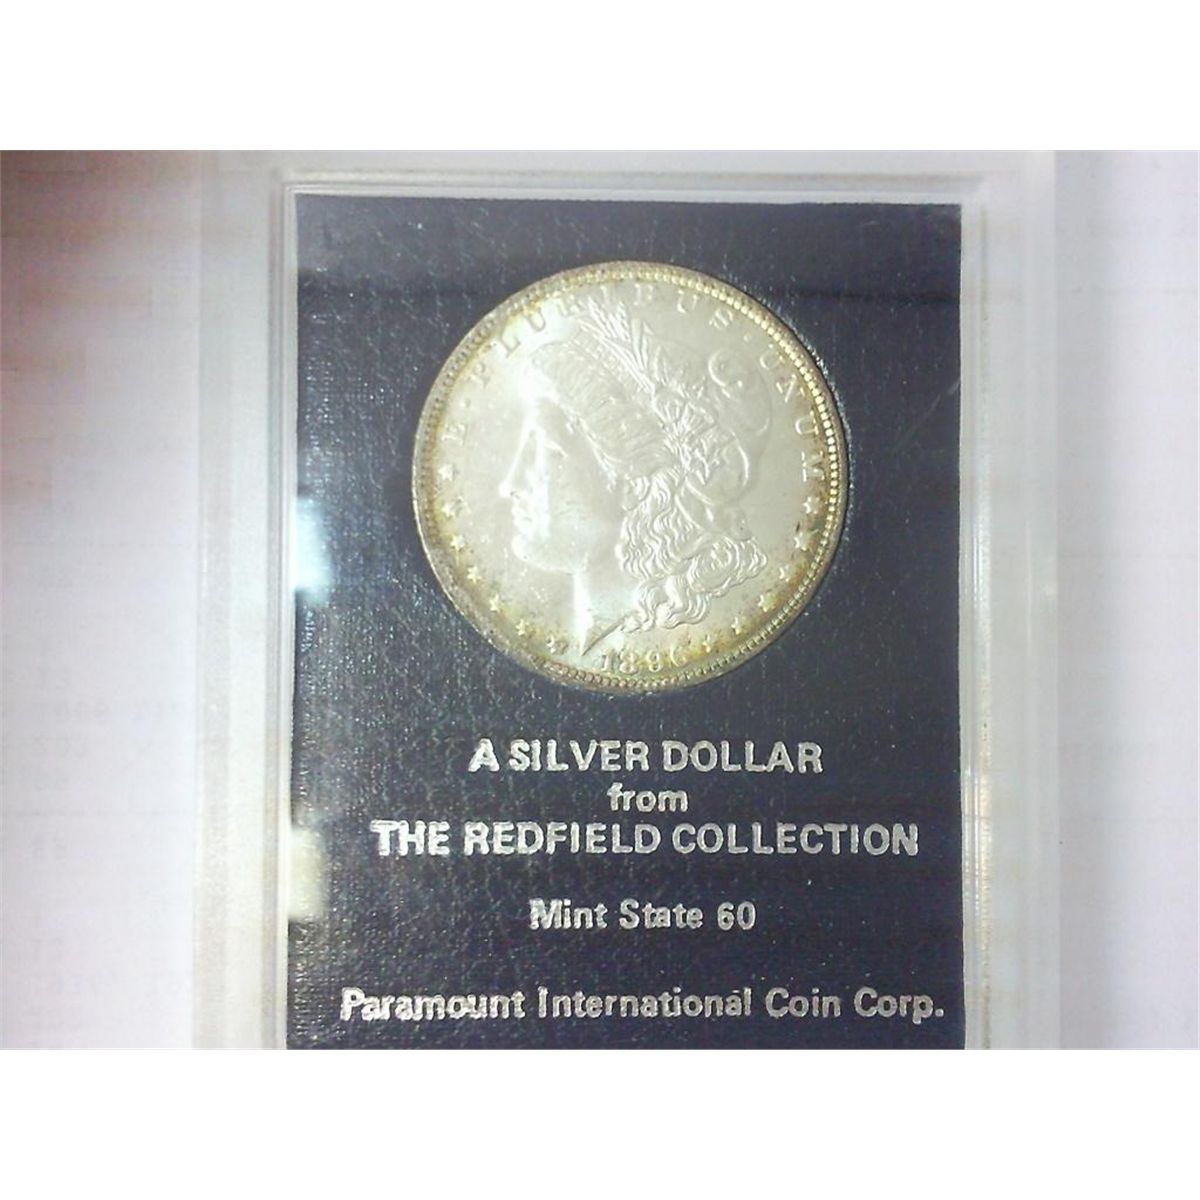 E · PLURIBUS · UNUM
1896
A SILVER DOLLAR
from
THE REDFIELD COLLECTION
Mint State 60
Paramount International Coin Corp.